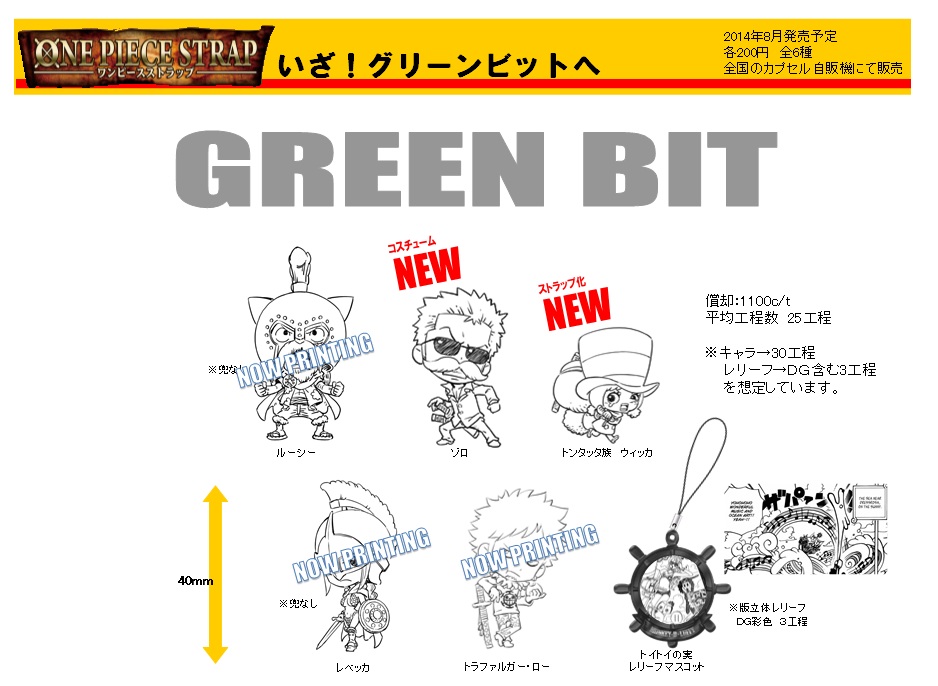 ONE PIECE STRAP
ワンピースストラップ
いざ！グリーンビットへ
2014年8月発売予定
各200円　全6種
全国のカプセル自販機にて販売
GREEN BIT
コスチューム
NEW
ストラップ化
NEW
償却：1100c/t
平均工程数　25工程
※キャラ→30工程
レリーフ→DG含む3工程
を想定しています。
※兜な
NOW PRINTING
ルーシー
ゾロ
トンタッタ族　ウィッカ
40mm
NOW PRINTING
※兜なし
レベッカ
NOW PRINTING
トラファルガー・ロー
トイトイの実
レリーフマスコット
ザパァン
※版立体レリーフ
DG彩色　3工程